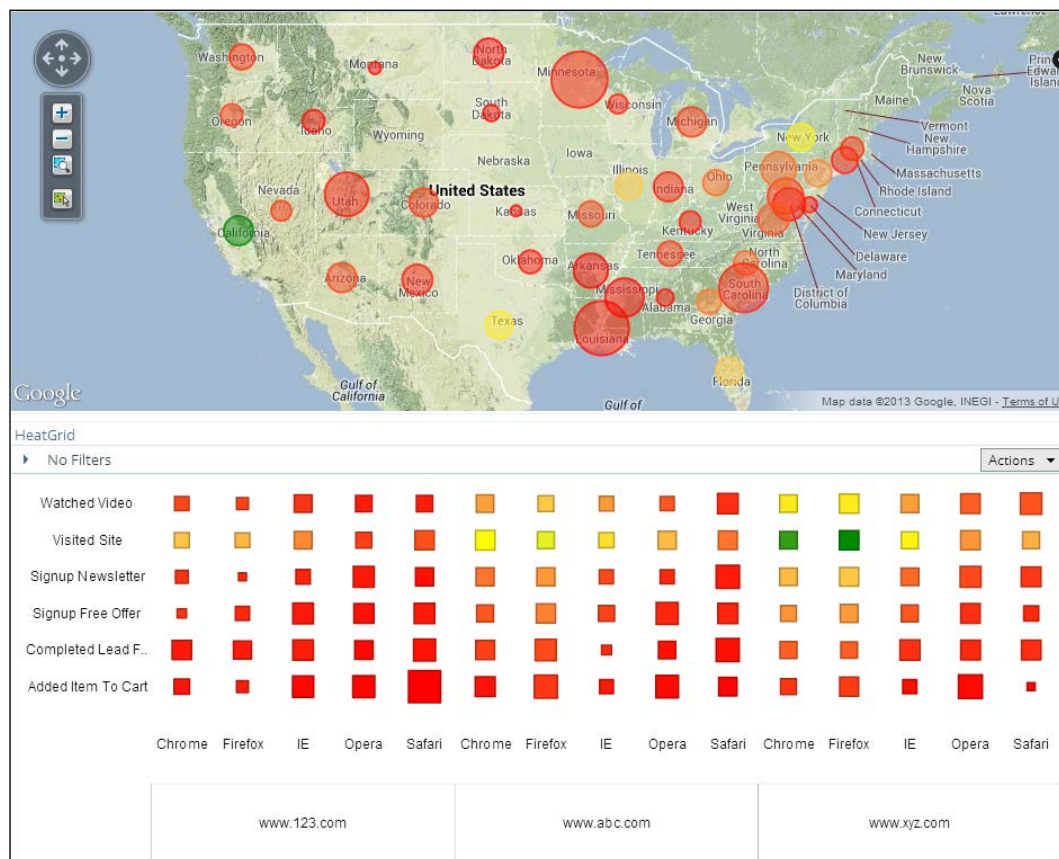 Lawrence
Washington
Montana
North
Dakota
Minnesota
New
Brunswick
Prin
Edward
Island
Nova
Scotia
Maine
Oregon
Idaho
South
Dakota
Wisconsin
Michigan
Wyoming
Vermont
New
Hampshire
New York
Nebraska
Iowa
Massachusetts
Illinois
Ohio
Pennsylvania
Rhode Island
Nevada
Utah
Colorado
United States
Kansas
Missouri
Indiana
West
Virginia
Virginia
Connecticut
New Jersey
California
Kentucky
Delaware
Maryland
Oklahoma
Tennessee
North
Carolina
Arizona
New
Mexico
Arkansas
Mississippi
Alabama
South
Carolina
District of
Columbia
Texas
Louisiana
Georgia
Florida
Gulf of
California
Gulf of
Google
Map data ©2013 Google, INEGI - Terms of U
HeatGrid
No Filters
Actions
Watched Video
Visited Site
Signup Newsletter
Signup Free Offer
Completed Lead F..
Added Item To Cart
Chrome Firefox IE Opera Safari Chrome Firefox IE Opera Safari Chrome Firefox IE Opera Safari
www.123.com www.abc.com www.xyz.com